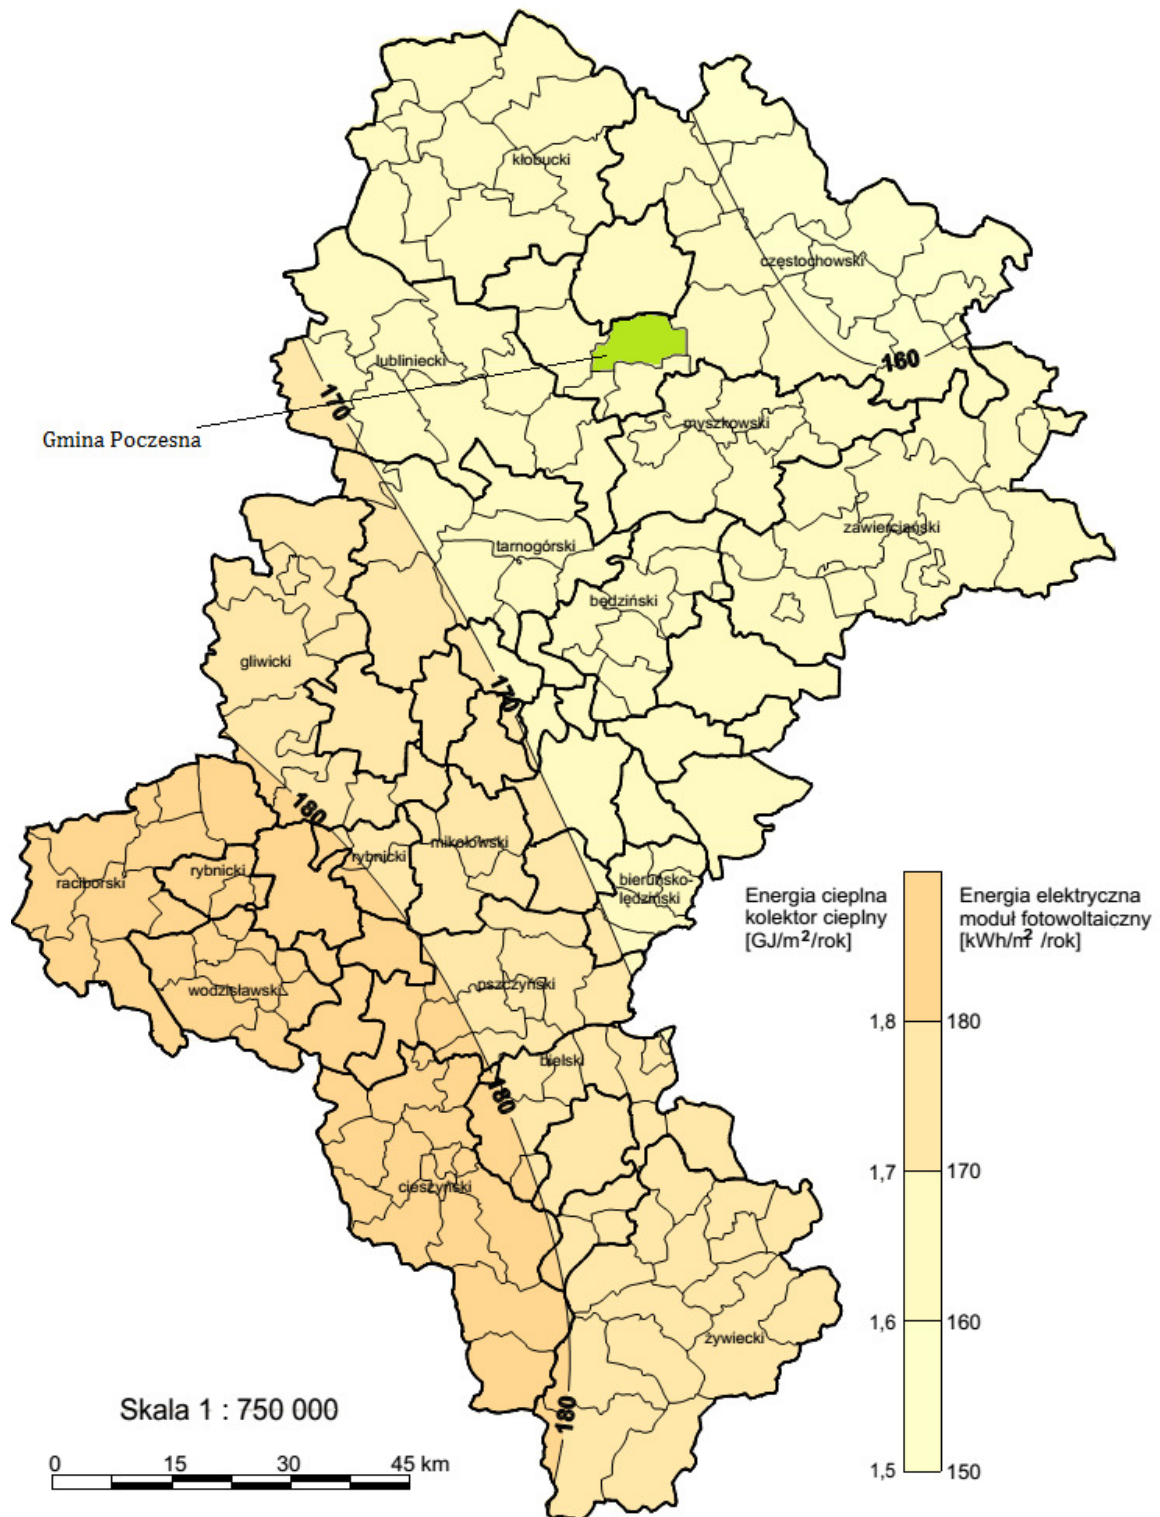 kłobucki
częstochowski
160
lubliniecki
170
Gmina Poczesna
myszkowski
zawierciański
tarnogórski
będziński
gliwicki
170
180
mikołowski
rybnicki
rybnicki
raciborski
bieruńsko-
lędziński
Energia cieplna
kolektor cieplny
[GJ/m²/rok]
Energia elektryczna
moduł fotowoltaiczny
[kWh/m² /rok]
pszczyński
wodzisławski
1,8 180
bielski
180
1,7 170
cieszyński
1,6 160
żywiecki
Skala 1 : 750 000
180
0 15 30 45 km
1,5 150